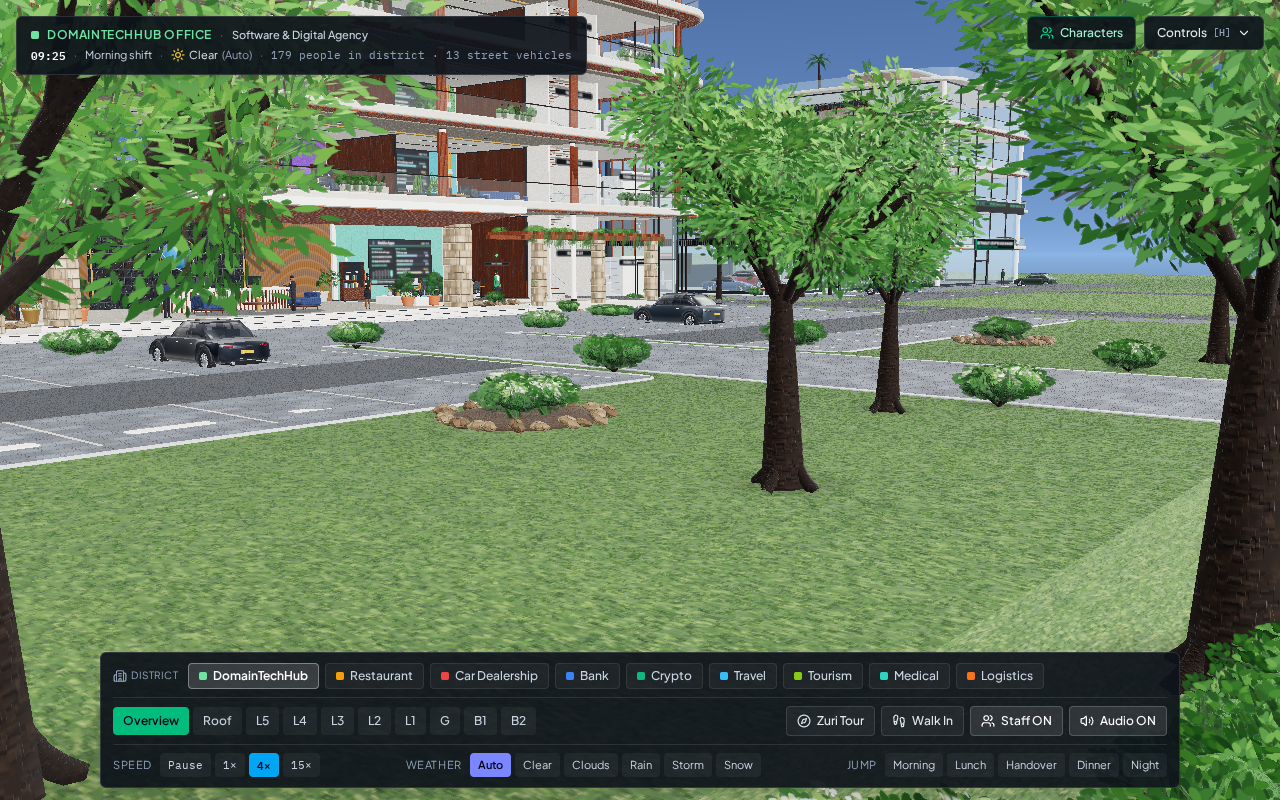 DOMAINTECHHUB OFFICE · Software & Digital Agency
09:25 · Morning shift · Clear (Auto) · 179 people in district · 13 street vehicles
Characters
Controls [H]
DISTRICT DomainTechHub Restaurant Car Dealership Bank Crypto Travel Tourism Medical Logistics
Overview Roof L5 L4 L3 L2 L1 G B1 B2 Zuri Tour Walk In Staff ON Audio ON
SPEED Pause 1× 4× 15× WEATHER Auto Clear Clouds Rain Storm Snow JUMP Morning Lunch Handover Dinner Night